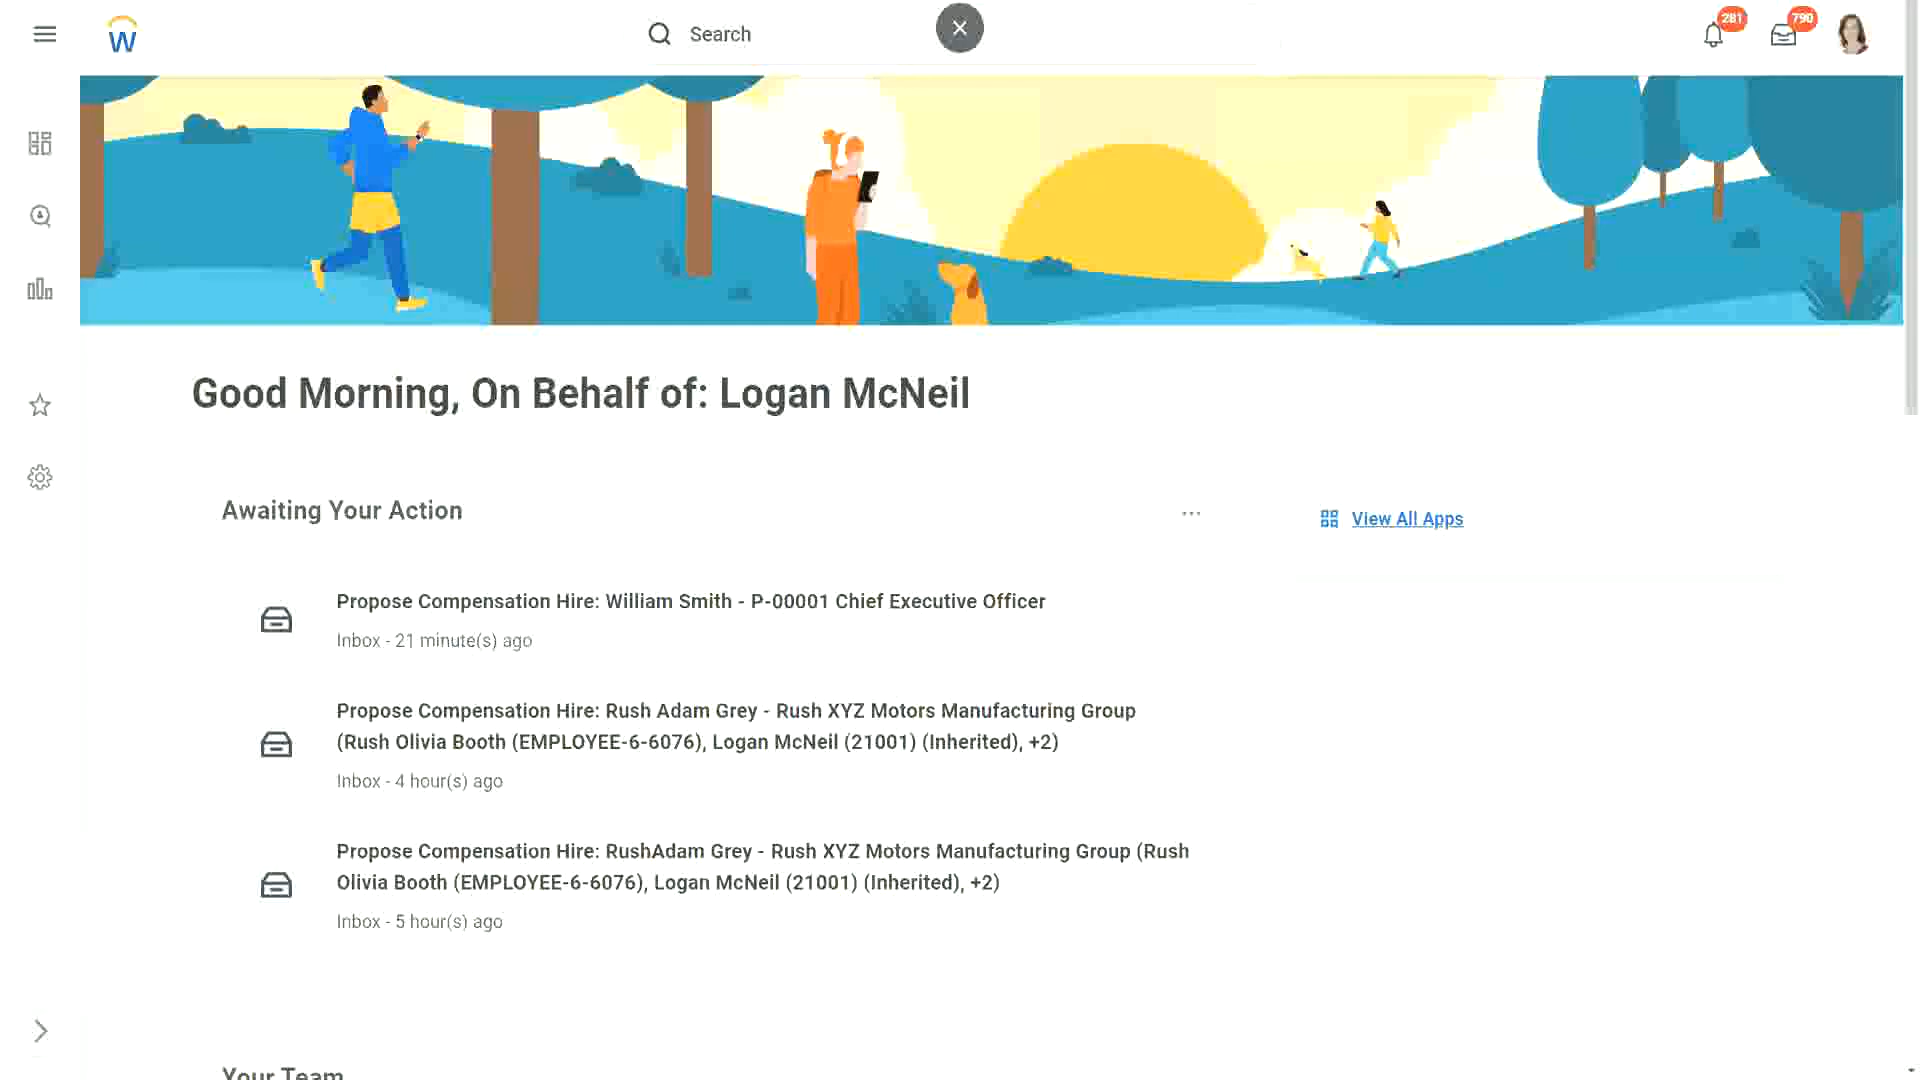 W
Search
281
790
Good Morning, On Behalf of: Logan McNeil
Awaiting Your Action
View All Apps
Propose Compensation Hire: William Smith - P-00001 Chief Executive Officer
Inbox - 21 minute(s) ago
Propose Compensation Hire: Rush Adam Grey - Rush XYZ Motors Manufacturing Group
(Rush Olivia Booth (EMPLOYEE-6-6076), Logan McNeil (21001) (Inherited), +2)
Inbox - 4 hour(s) ago
Propose Compensation Hire: RushAdam Grey - Rush XYZ Motors Manufacturing Group (Rush
Olivia Booth (EMPLOYEE-6-6076), Logan McNeil (21001) (Inherited), +2)
Inbox - 5 hour(s) ago
Your Team